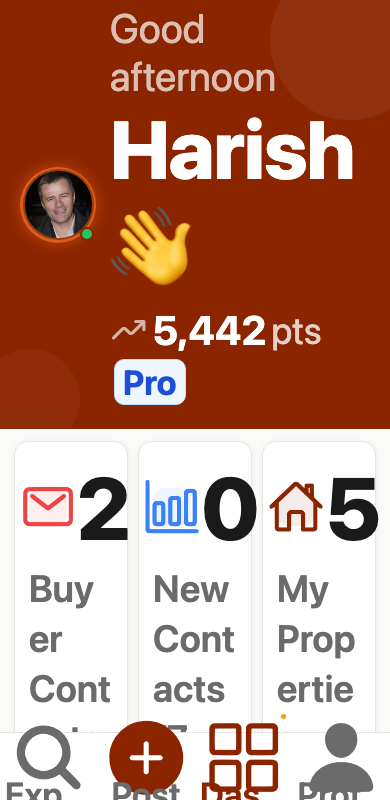 Good
afternoon
Harish
5,442 pts
Pro
2
Buy
er
Cont
0
New
Cont
acts
5
My
Prop
ertie
Post